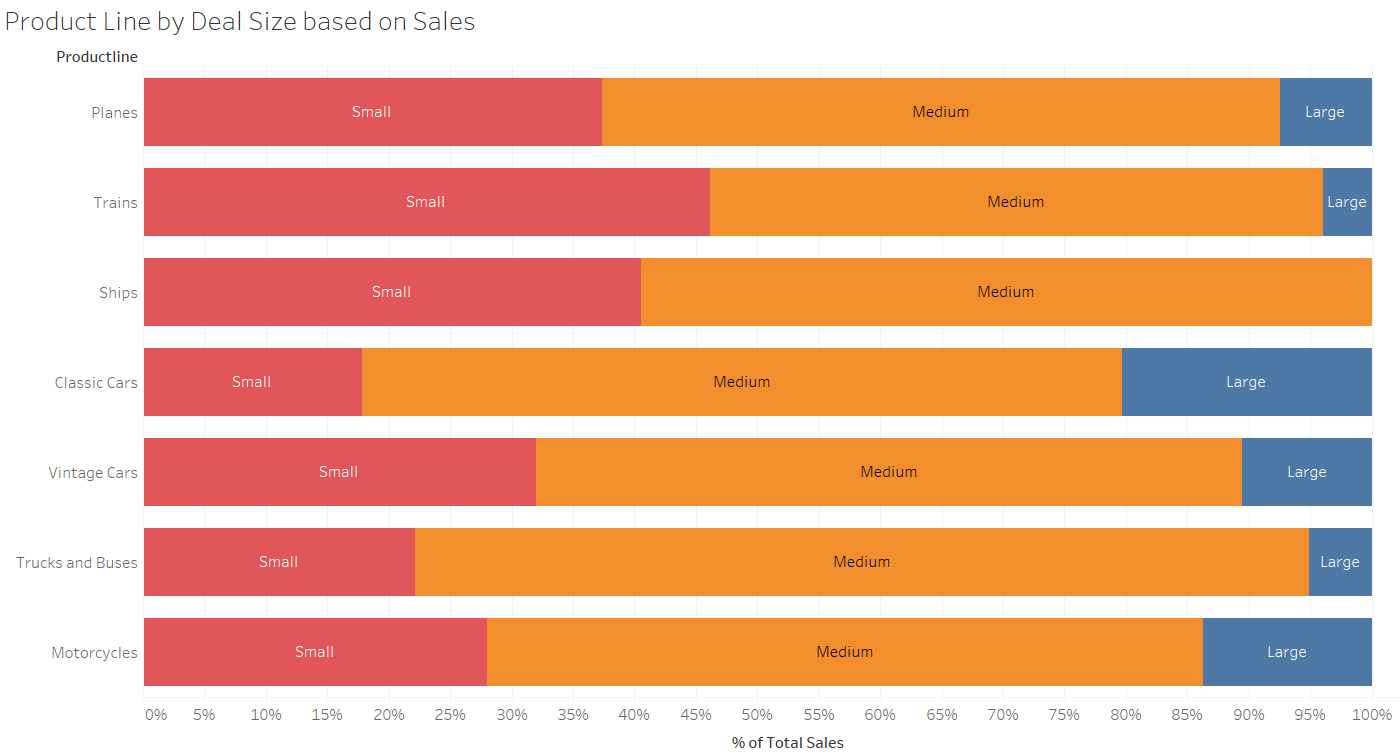 Product Line by Deal Size based on Sales
Productline
Planes Small Medium Large
Trains Small Medium Large
Ships Small Medium
Classic Cars Small Medium Large
Vintage Cars Small Medium Large
Trucks and Buses Small Medium Large
Motorcycles Small Medium Large
0% 5% 10% 15% 20% 25% 30% 35% 40% 45% 50% 55% 60% 65% 70% 75% 80% 85% 90% 95% 100%
% of Total Sales